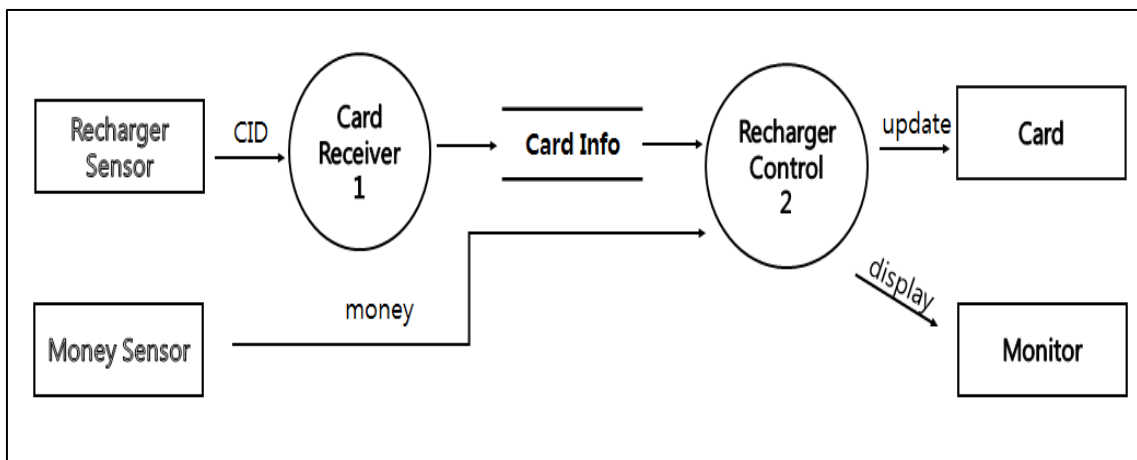 Recharger
Sensor
CID
Card
Receiver
1
Card Info
Recharger
Control
2
update
Card
Money Sensor
money
display
Monitor